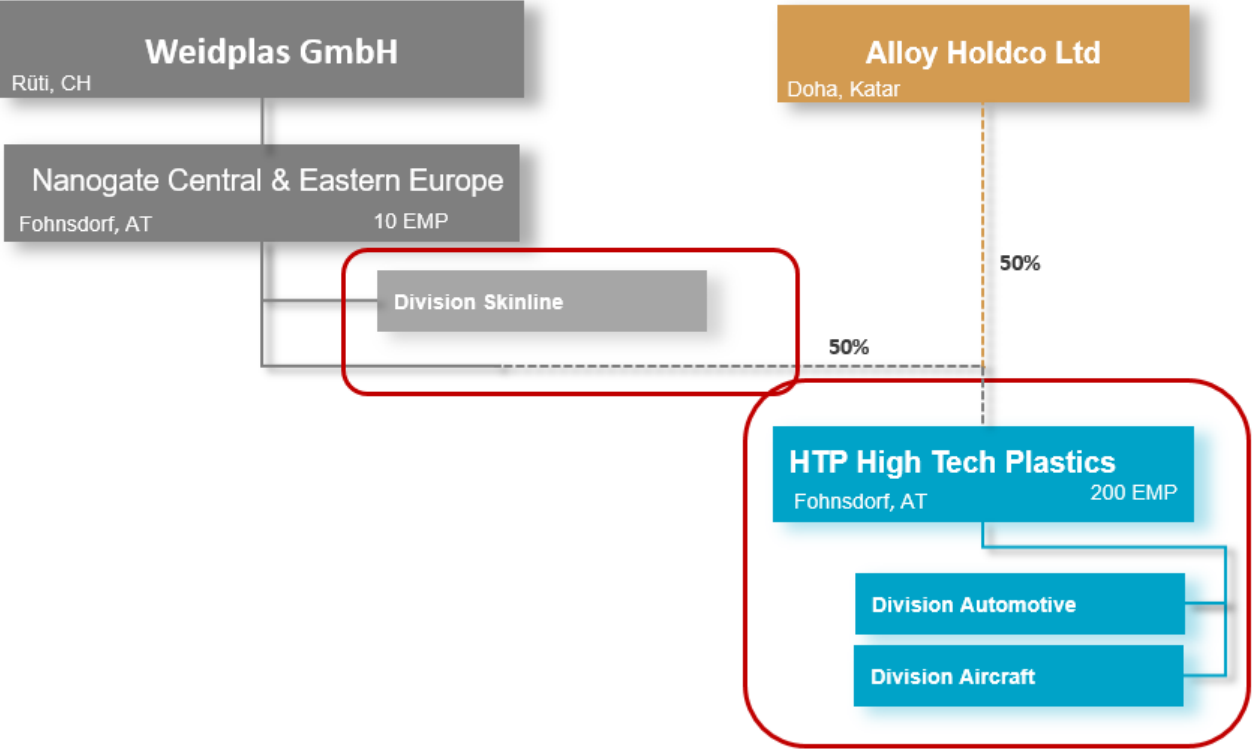 Weidplas GmbH
Rüti, CH
Alloy Holdco Ltd
Doha, Katar
Nanogate Central & Eastern Europe
Fohnsdorf, AT
10 EMP
50%
Division Skinline
50%
HTP High Tech Plastics
Fohnsdorf, AT
200 EMP
Division Automotive
Division Aircraft